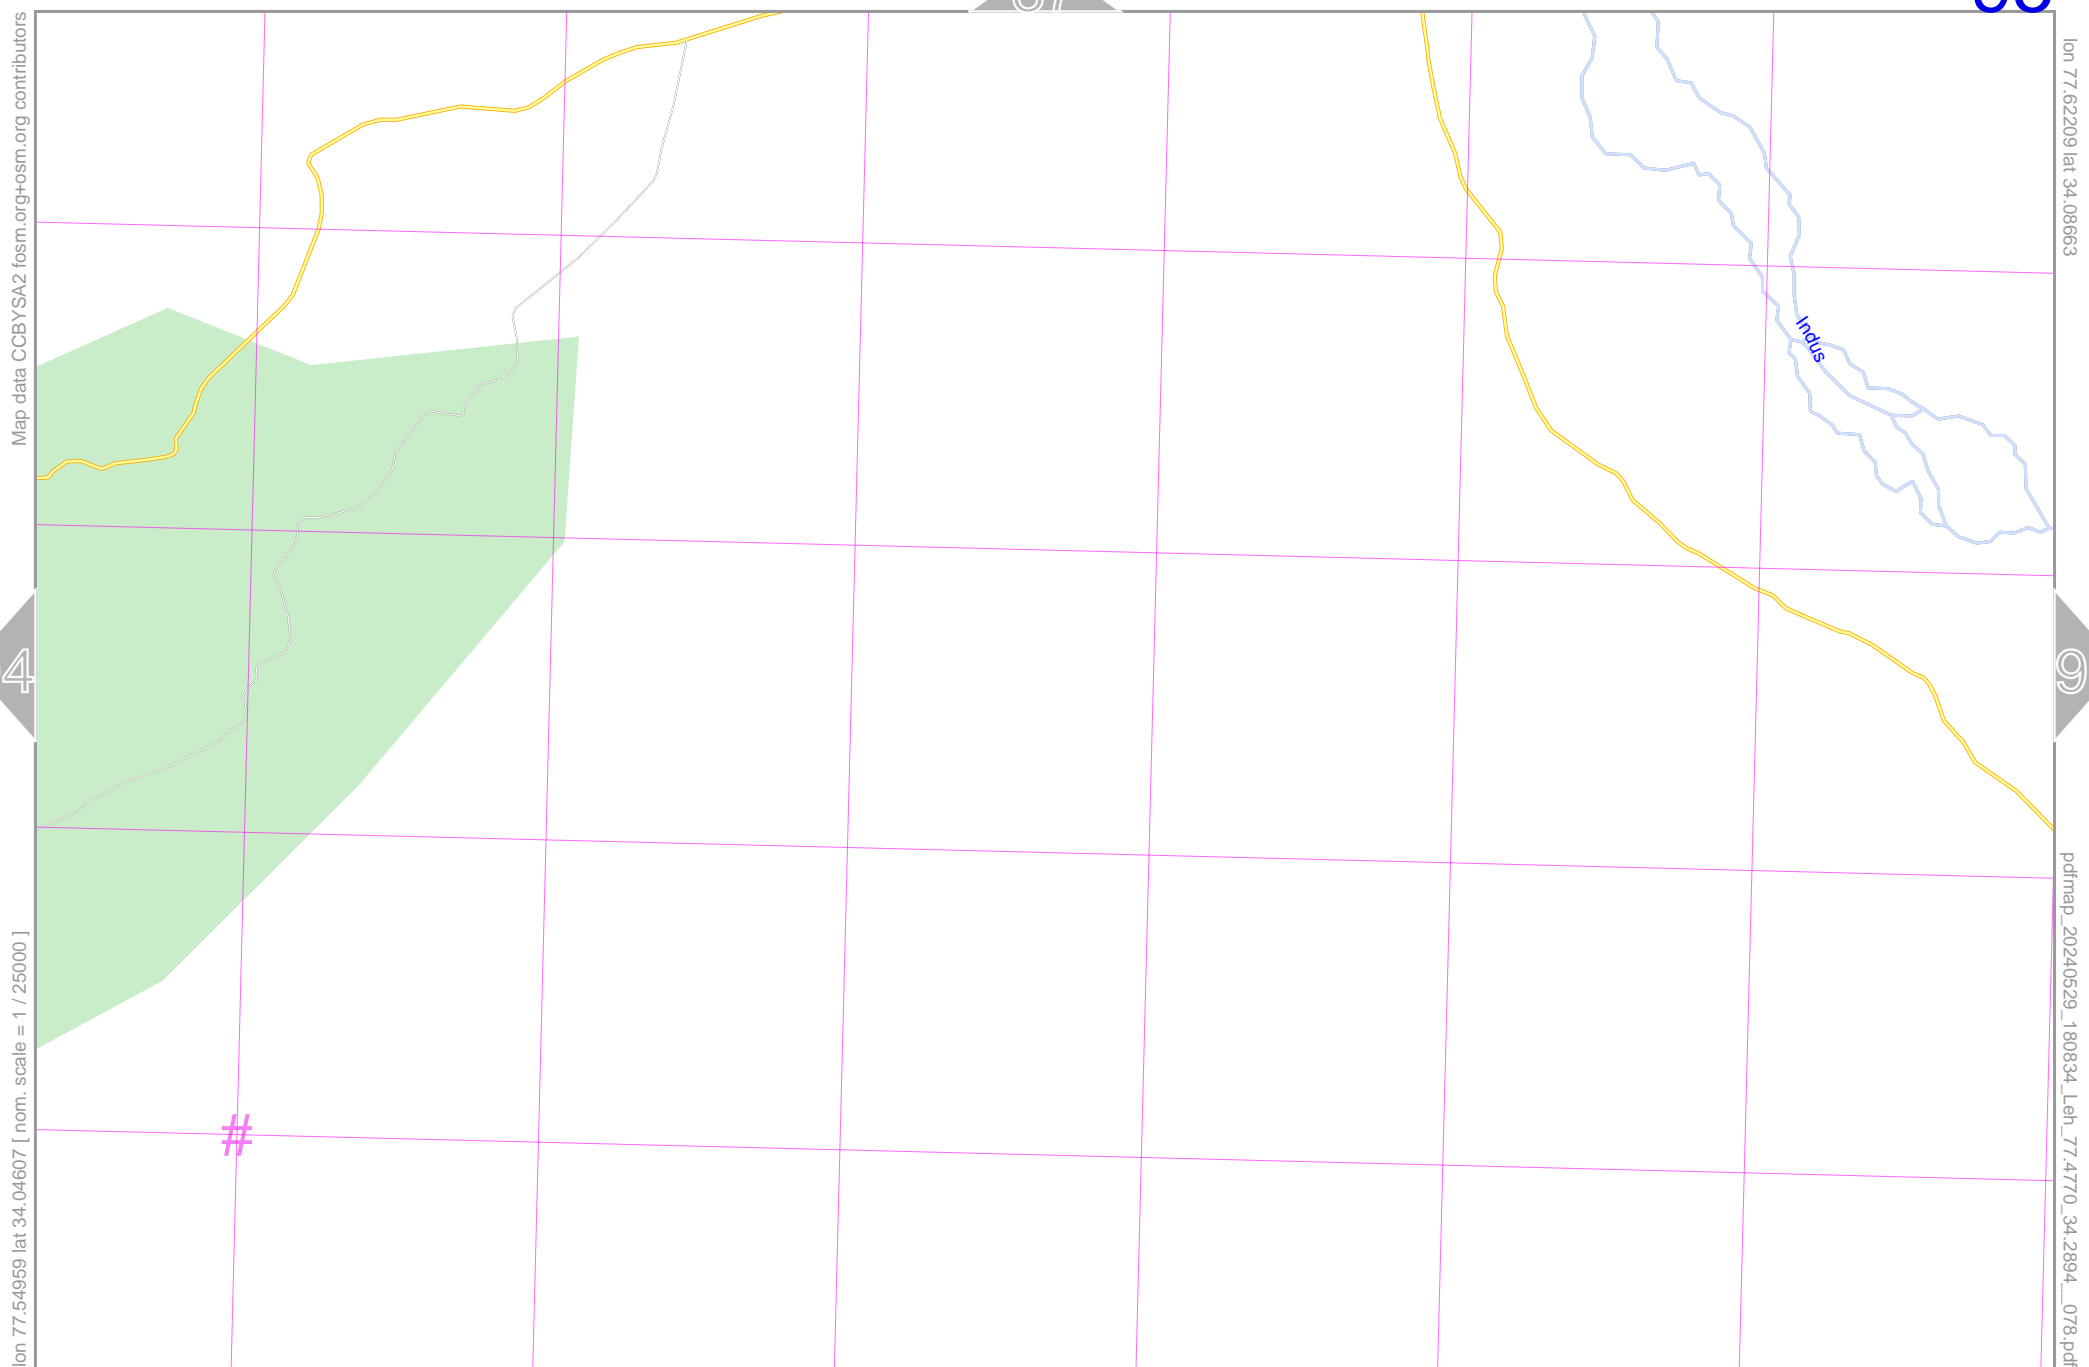 Map data CCBYSA2 fosm.org+osm.org contributors
lon 77.62209 lat 34.08663
Indus
4
9
#
lon 77.54959 lat 34.04607 [ nom. scale = 1 / 25000 ]
pdfmap_20240529_180834_Leh_77.4770_34.2894__078.pdf